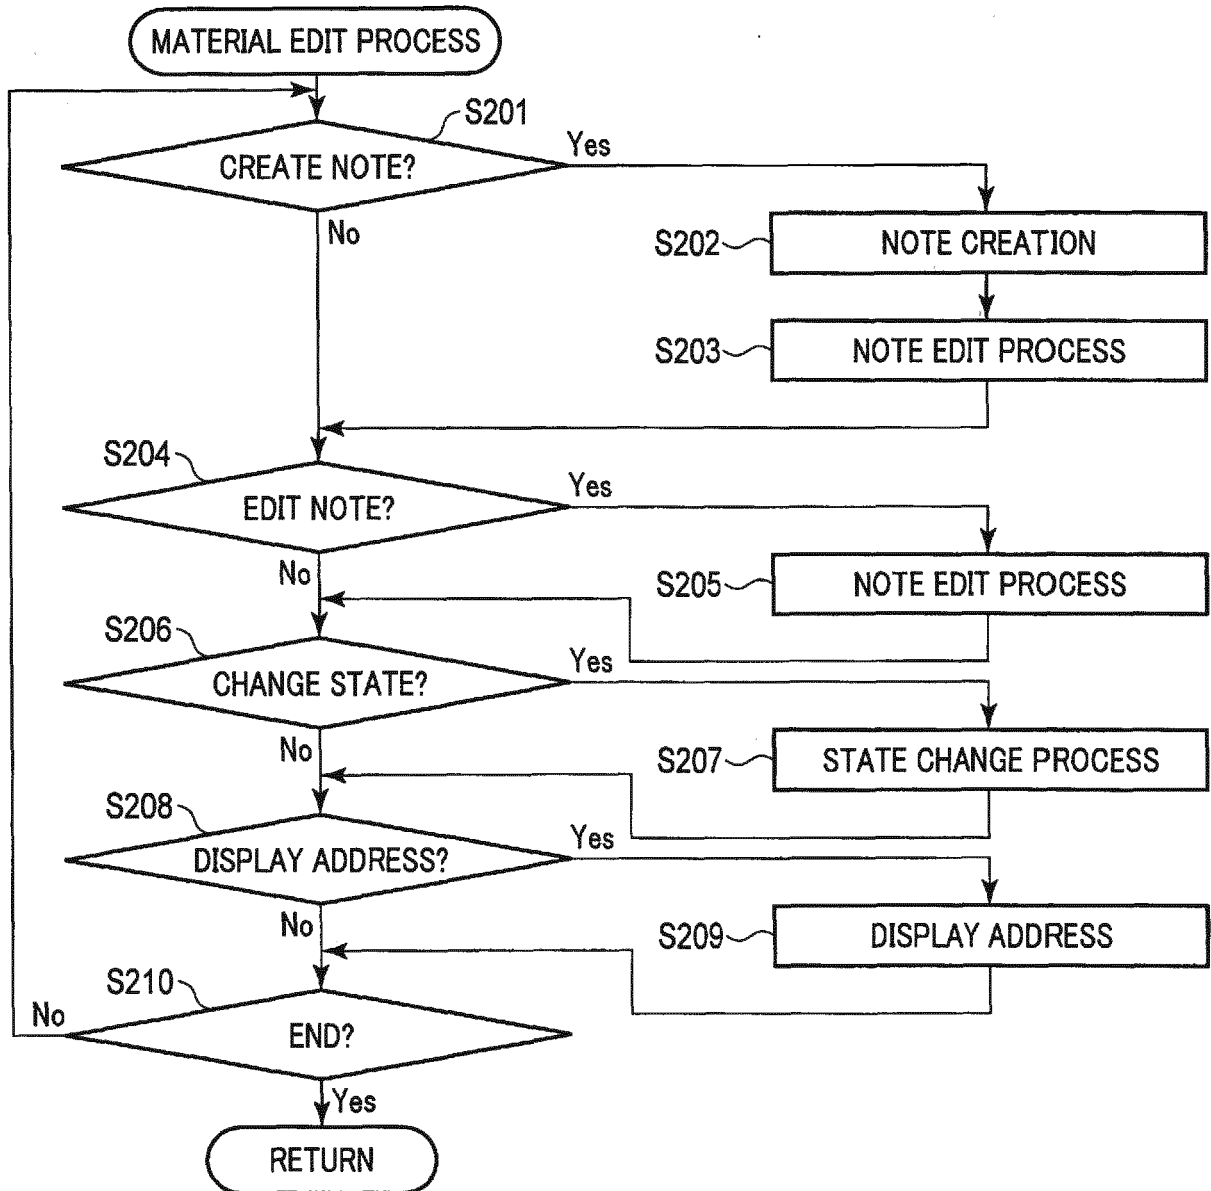 MATERIAL EDIT PROCESS
S201
CREATE NOTE?
Yes
No
S202
NOTE CREATION
S203
NOTE EDIT PROCESS
S204
EDIT NOTE?
Yes
No
S205
NOTE EDIT PROCESS
S206
CHANGE STATE?
Yes
No
S207
STATE CHANGE PROCESS
S208
DISPLAY ADDRESS?
Yes
No
S209
DISPLAY ADDRESS
S210
No
END?
Yes
RETURN